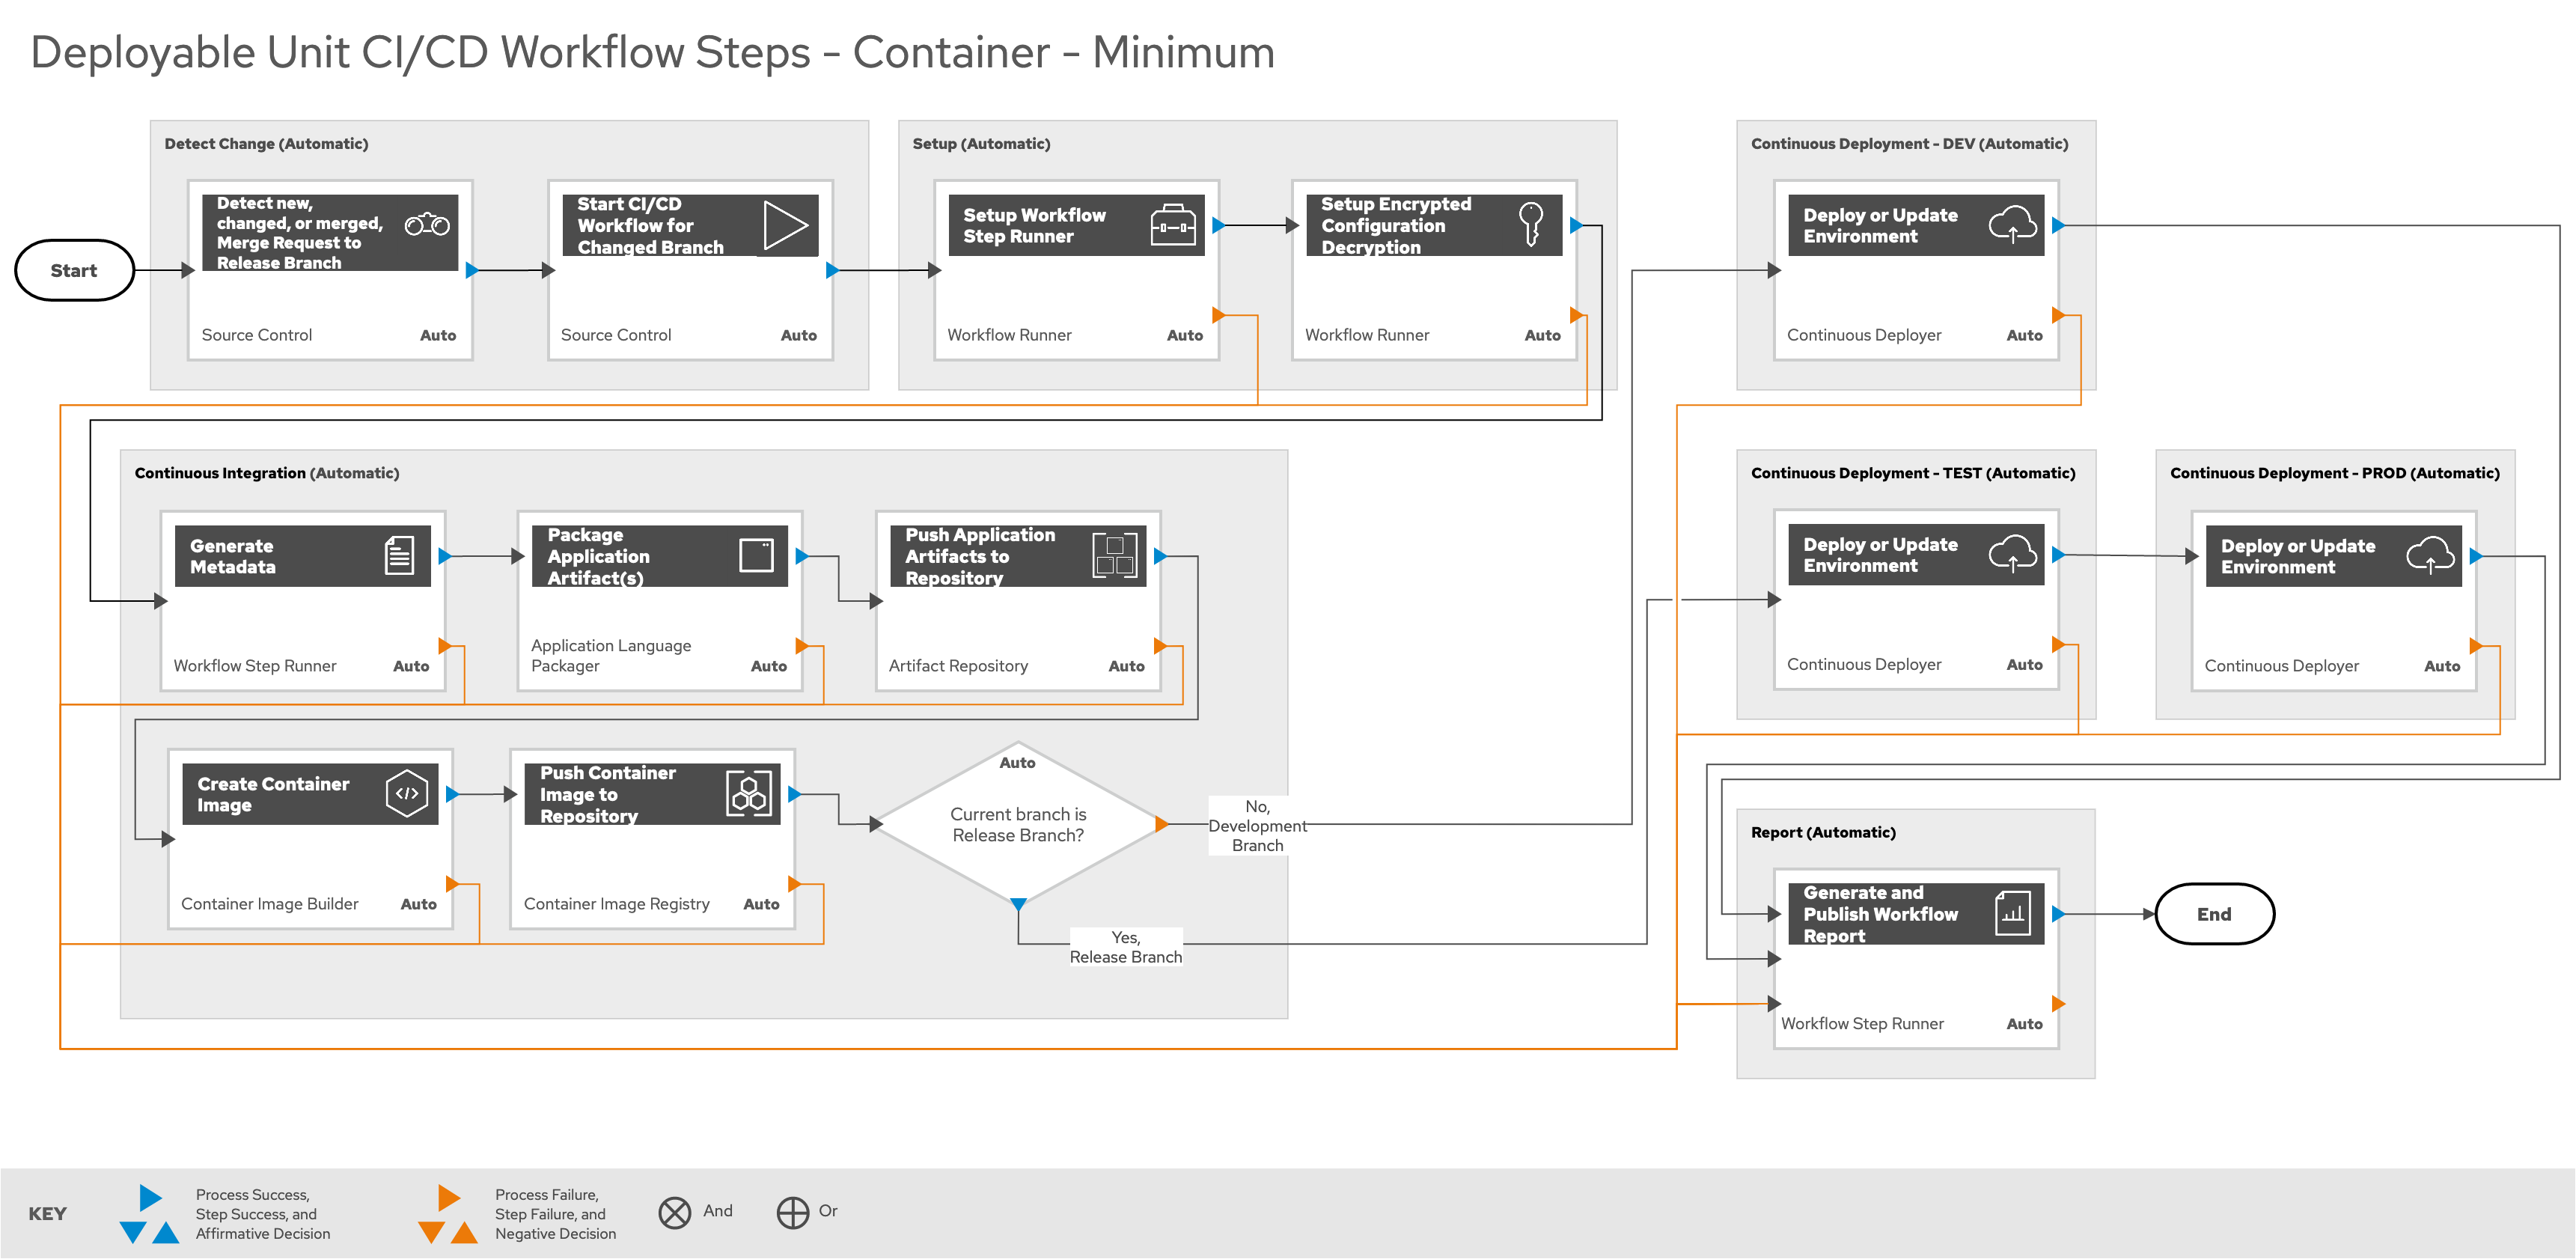 Deployable Unit CI/CD Workflow Steps - Container - Minimum
Detect Change (Automatic)
Start
Detect new,
changed, or merged,
Merge Request to
Release Branch
Source Control
Auto
Start CI/CD
Workflow for
Changed Branch
Source Control
Auto
Setup (Automatic)
Setup Workflow
Step Runner
Workflow Runner
Auto
Setup Encrypted
Configuration
Decryption
Workflow Runner
Auto
Continuous Deployment - DEV (Automatic)
Deploy or Update
Environment
Continuous Deployer
Auto
Continuous Integration (Automatic)
Generate
Metadata
Workflow Step Runner
Auto
Package
Application
Artifact(s)
Application Language
Packager
Auto
Push Application
Artifacts to
Repository
Artifact Repository
Auto
Continuous Deployment - TEST (Automatic)
Deploy or Update
Environment
Continuous Deployer
Auto
Continuous Deployment - PROD (Automatic)
Deploy or Update
Environment
Continuous Deployer
Auto
Create Container
Image
</>
Container Image Builder
Auto
Push Container
Image to
Repository
Container Image Registry
Auto
Auto
Current branch is
Release Branch?
No,
Development
Branch
Yes,
Release Branch
Report (Automatic)
Generate and
Publish Workflow
Report
Workflow Step Runner
Auto
End
KEY
Process Success,
Step Success, and
Affirmative Decision
Process Failure,
Step Failure, and
Negative Decision
And
Or